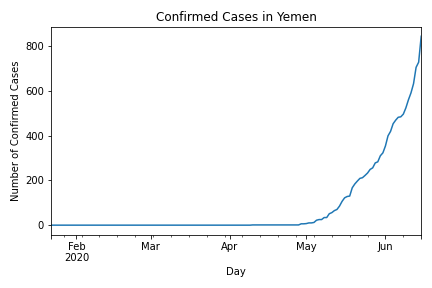 Confirmed Cases in Yemen
Number of Confirmed Cases
800
600
400
200
0
Feb
2020
Mar
Apr
May
Jun
Day